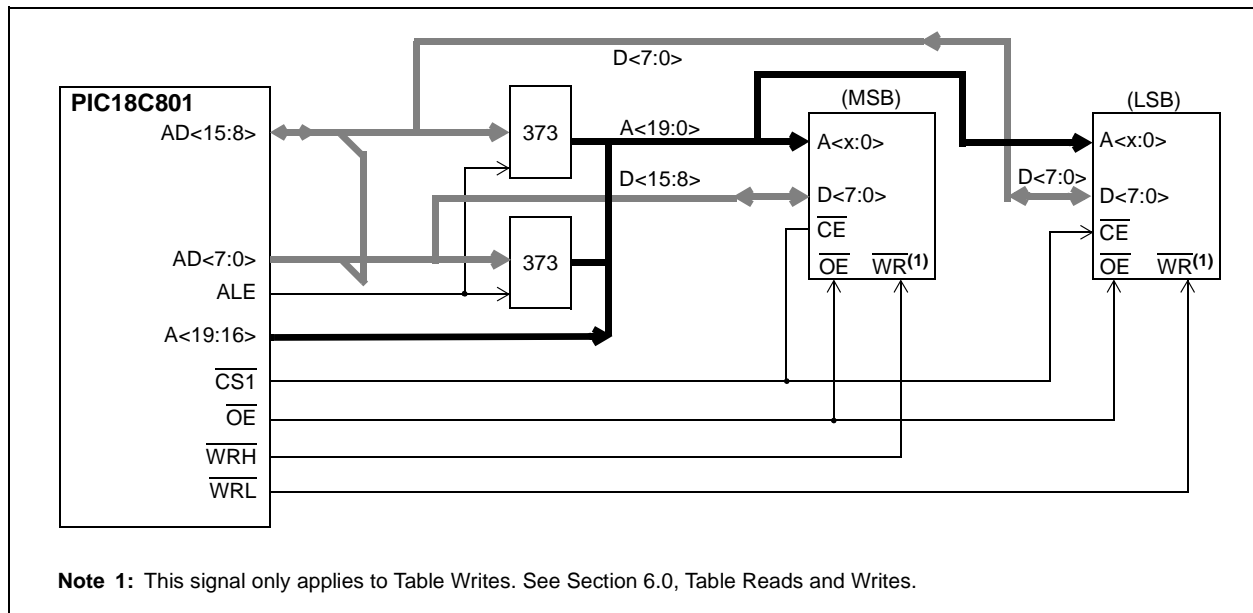 D<7:0>
PIC18C801
AD<15:8>
373
A<19:0>
(MSB)
A<x:0>
(LSB)
A<x:0>
D<15:8>
D<7:0>
D<7:0>
D<7:0>
CE
CE
OE
WR(1)
OE
WR(1)
AD<7:0>
373
ALE
A<19:16>
CS1
OE
WRH
WRL
Note 1: This signal only applies to Table Writes. See Section 6.0, Table Reads and Writes.